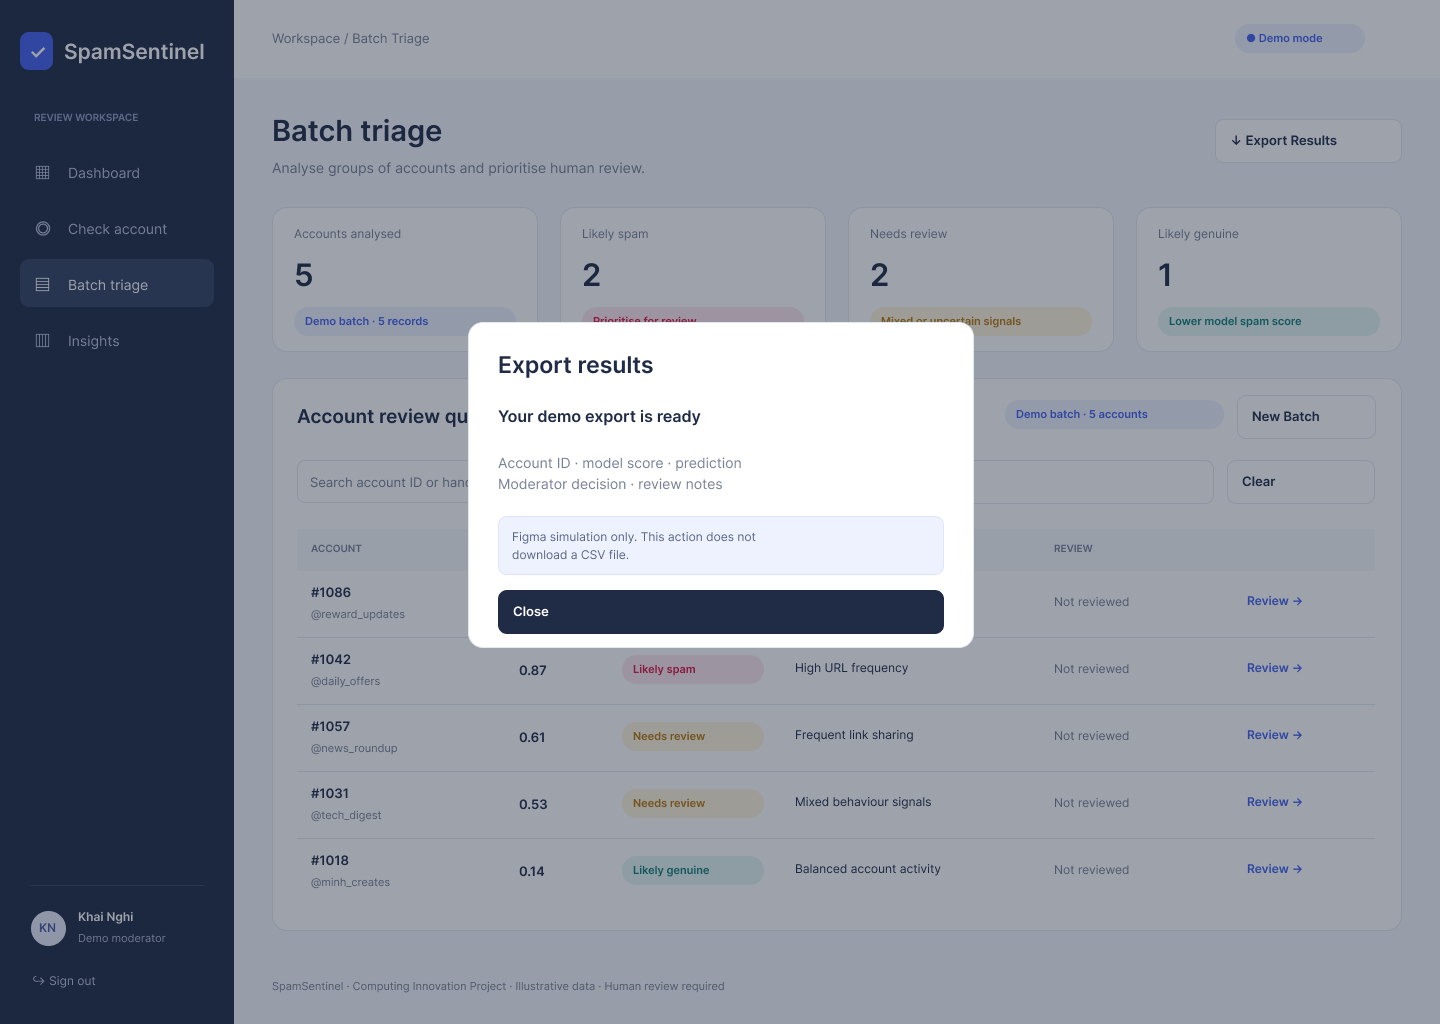 SpamSentinel
REVIEW WORKSPACE
Dashboard
Check account
Batch triage
Insights
KN
Khai Nghi
Demo moderator
↪ Sign out
Workspace / Batch Triage
● Demo mode
Batch triage
Analyse groups of accounts and prioritise human review.
↓ Export Results
Accounts analysed
5
Demo batch · 5 records
Likely spam
2
Prioritise for review
Needs review
2
Mixed or uncertain signals
Likely genuine
1
Lower model spam score
Account review qu
Demo batch · 5 accounts
New Batch
Search account ID or hand
Clear
ACCOUNT
REVIEW
#1086
@reward_updates
Not reviewed
Review →
#1042
@daily_offers
0.87
Likely spam
High URL frequency
Not reviewed
Review →
#1057
@news_roundup
0.61
Needs review
Frequent link sharing
Not reviewed
Review →
#1031
@tech_digest
0.53
Needs review
Mixed behaviour signals
Not reviewed
Review →
#1018
@minh_creates
0.14
Likely genuine
Balanced account activity
Not reviewed
Review →
Export results
Your demo export is ready
Account ID · model score · prediction
Moderator decision · review notes
Figma simulation only. This action does not
download a CSV file.
Close
SpamSentinel · Computing Innovation Project · Illustrative data · Human review required